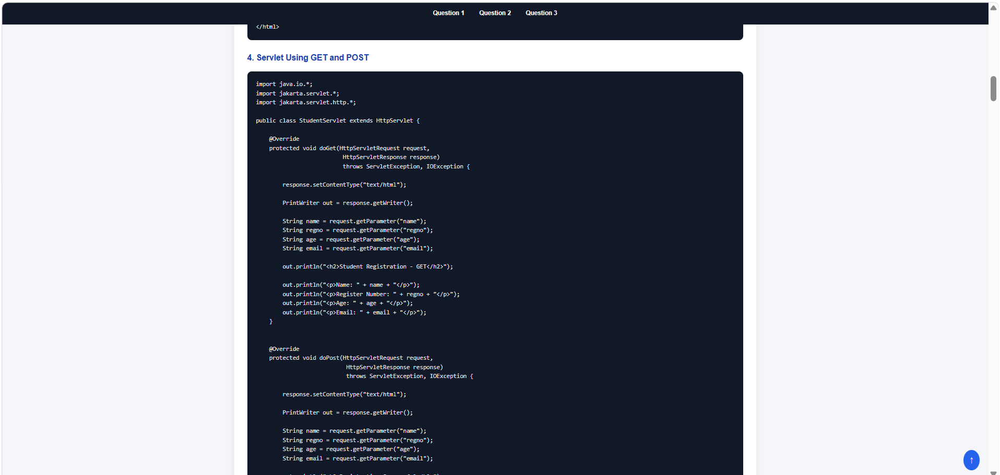 Question 1 Question 2 Question 3
</html>
4. Servlet Using GET and POST
import java.io.*;
import jakarta.servlet.*;
import jakarta.servlet.http.*;
public class StudentServlet extends HttpServlet {
@Override
protected void doGet(HttpServletRequest request,
HttpServletResponse response)
throws ServletException, IOException {
response.setContentType("text/html");
PrintWriter out = response.getWriter();
String name = request.getParameter("name");
String regno = request.getParameter("regno");
String age = request.getParameter("age");
String email = request.getParameter("email");
out.println("<h2>Student Registration - GET</h2>");
out.println("<p>Name: " + name + "</p>");
out.println("<p>Register Number: " + regno + "</p>");
out.println("<p>Age: " + age + "</p>");
out.println("<p>Email: " + email + "</p>");
}
@Override
protected void doPost(HttpServletRequest request,
HttpServletResponse response)
throws ServletException, IOException {
response.setContentType("text/html");
PrintWriter out = response.getWriter();
String name = request.getParameter("name");
String regno = request.getParameter("regno");
String age = request.getParameter("age");
String email = request.getParameter("email");
↑